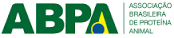 ABPA
ASSOCIAÇÃO
BRASILEIRA
DE PROTEÍNA
ANIMAL